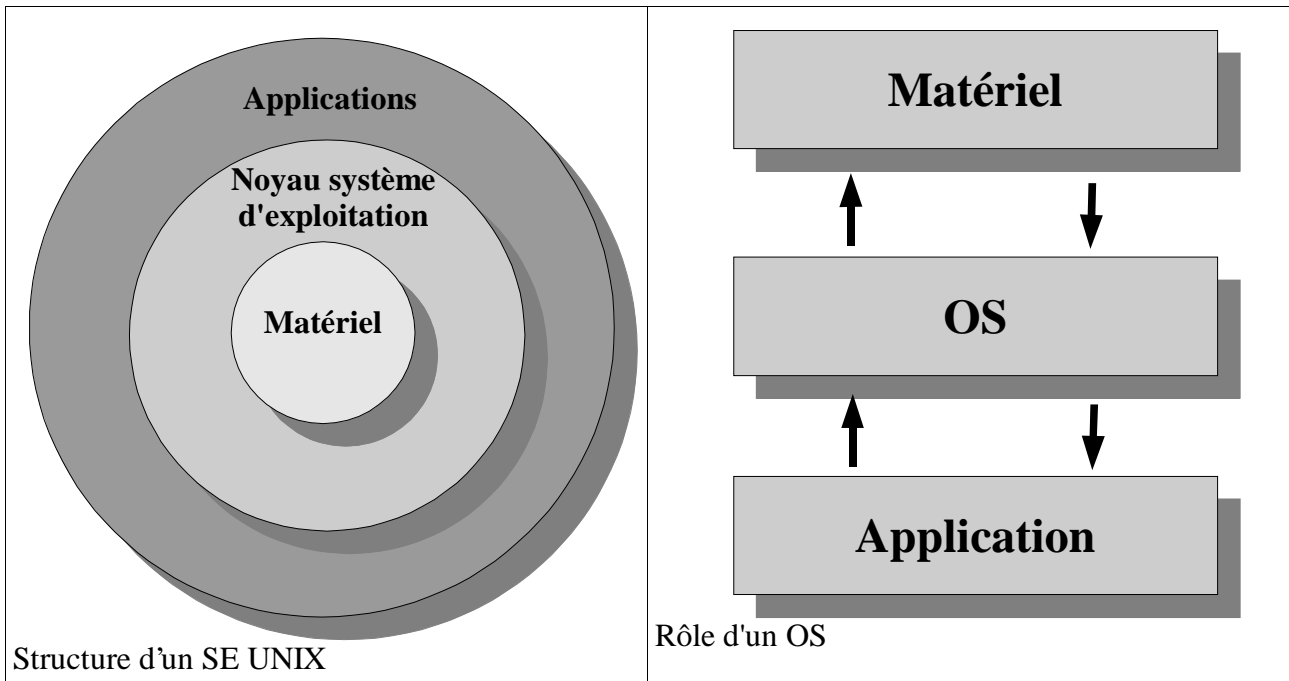 Applications
Noyau système
d'exploitation
Matériel
Structure d'un SE UNIX
Matériel
OS
Application
Rôle d'un OS